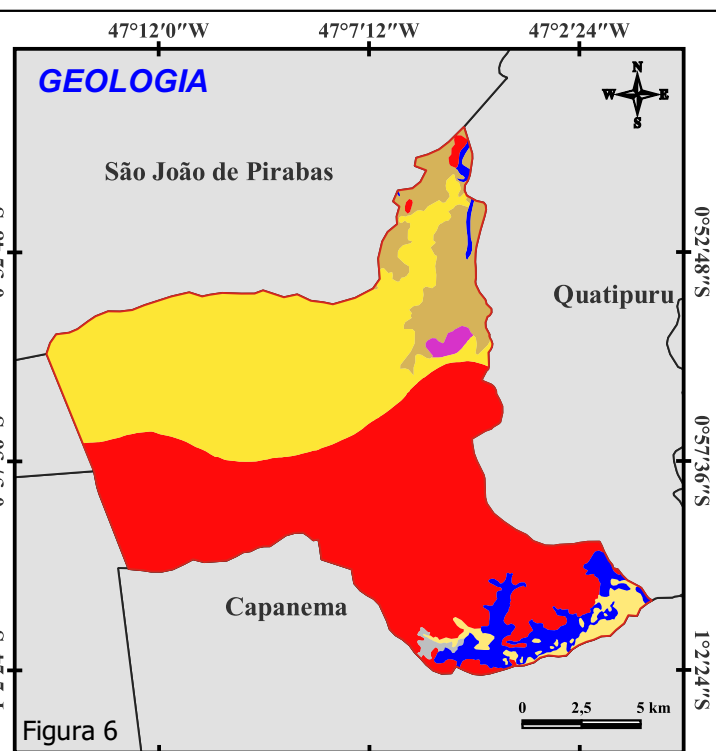 47°12′0″W 47°7′12″W 47°2′24″W
GEOLOGIA
N
W E
S
São João de Pirabas
0°52′48″S
Quatipuru
0°57′36″S
Capanema
1°2′24″S
0 2,5 5 km
Figura 6